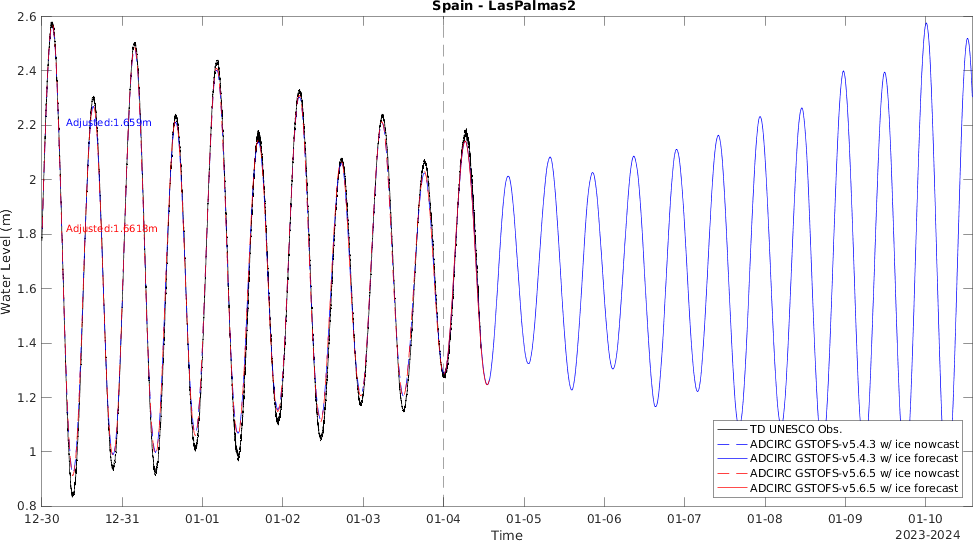 Spain - LasPalmas2
2.6
2.4
2.2
2
1.8
1.6
1.4
1.2
1
0.8
Water Level (m)
Adjusted:1.659m
Adjusted:1.6618m
TD UNESCO Obs.
ADCIRC GSTOFS-v5.4.3 w/ ice nowcast
ADCIRC GSTOFS-v5.4.3 w/ ice forecast
ADCIRC GSTOFS-v5.6.5 w/ ice nowcast
ADCIRC GSTOFS-v5.6.5 w/ ice forecast
12-30 12-31 01-01 01-02 01-03 01-04 01-05 01-06 01-07 01-08 01-09 01-10
Time
2023-2024